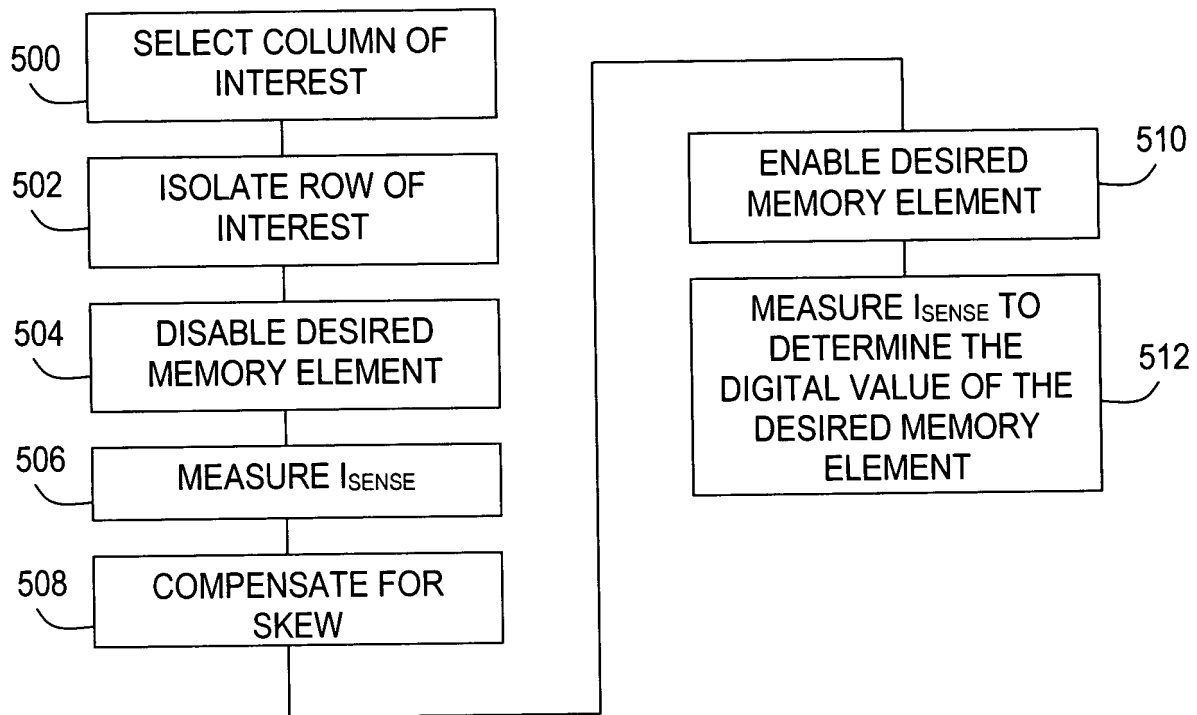 500
SELECT COLUMN OF
INTEREST
502
ISOLATE ROW OF
INTEREST
504
DISABLE DESIRED
MEMORY ELEMENT
506
MEASURE ISENSE
508
COMPENSATE FOR
SKEW
510
ENABLE DESIRED
MEMORY ELEMENT
512
MEASURE ISENSE TO
DETERMINE THE
DIGITAL VALUE OF THE
DESIRED MEMORY
ELEMENT